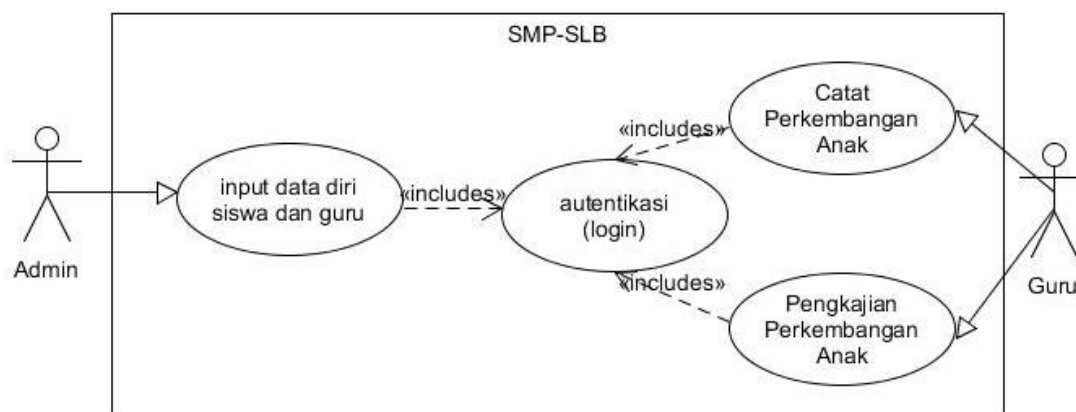 SMP-SLB
Admin
input data diri
siswa dan guru
«includes»
autentikasi
(login)
«includes»
Catat
Perkembangan
Anak
«includes»
Pengkajian
Perkembangan
Anak
Guru